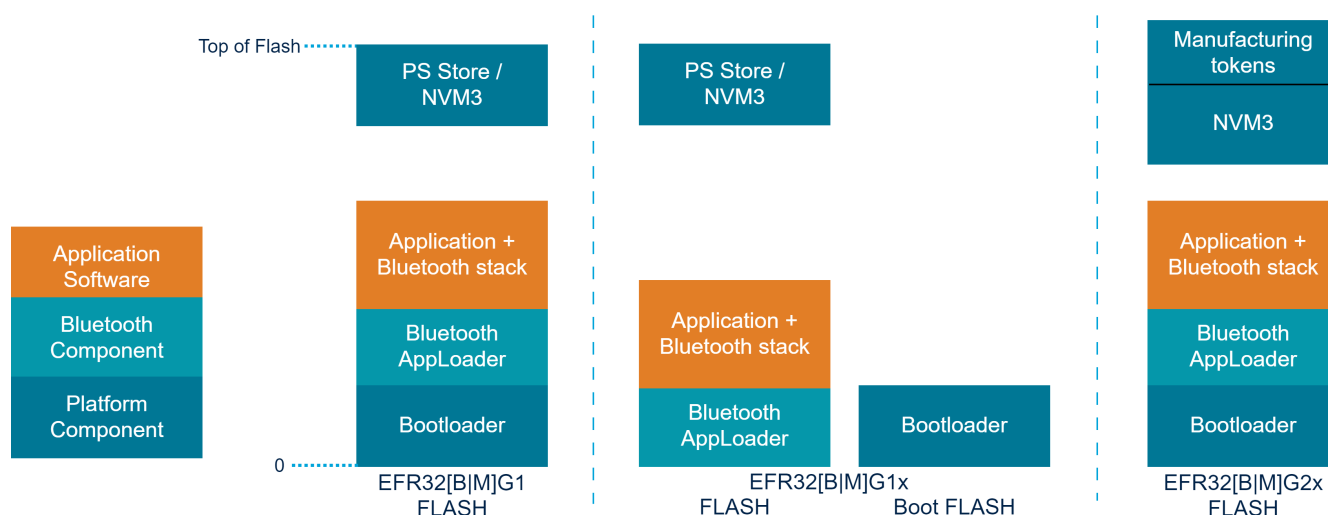 Top of Flash
PS Store /
NVM3
PS Store /
NVM3
Manufacturing
tokens
NVM3
Application
Software
Bluetooth
Component
Platform
Component
Application +
Bluetooth stack
Bluetooth
AppLoader
Bootloader
Application +
Bluetooth stack
Bluetooth
AppLoader
Bootloader
Application +
Bluetooth stack
Bluetooth
AppLoader
Bootloader
0
EFR32[B|M]G1
FLASH
EFR32[B|M]G1x
FLASH
Boot FLASH
EFR32[B|M]G2x
FLASH